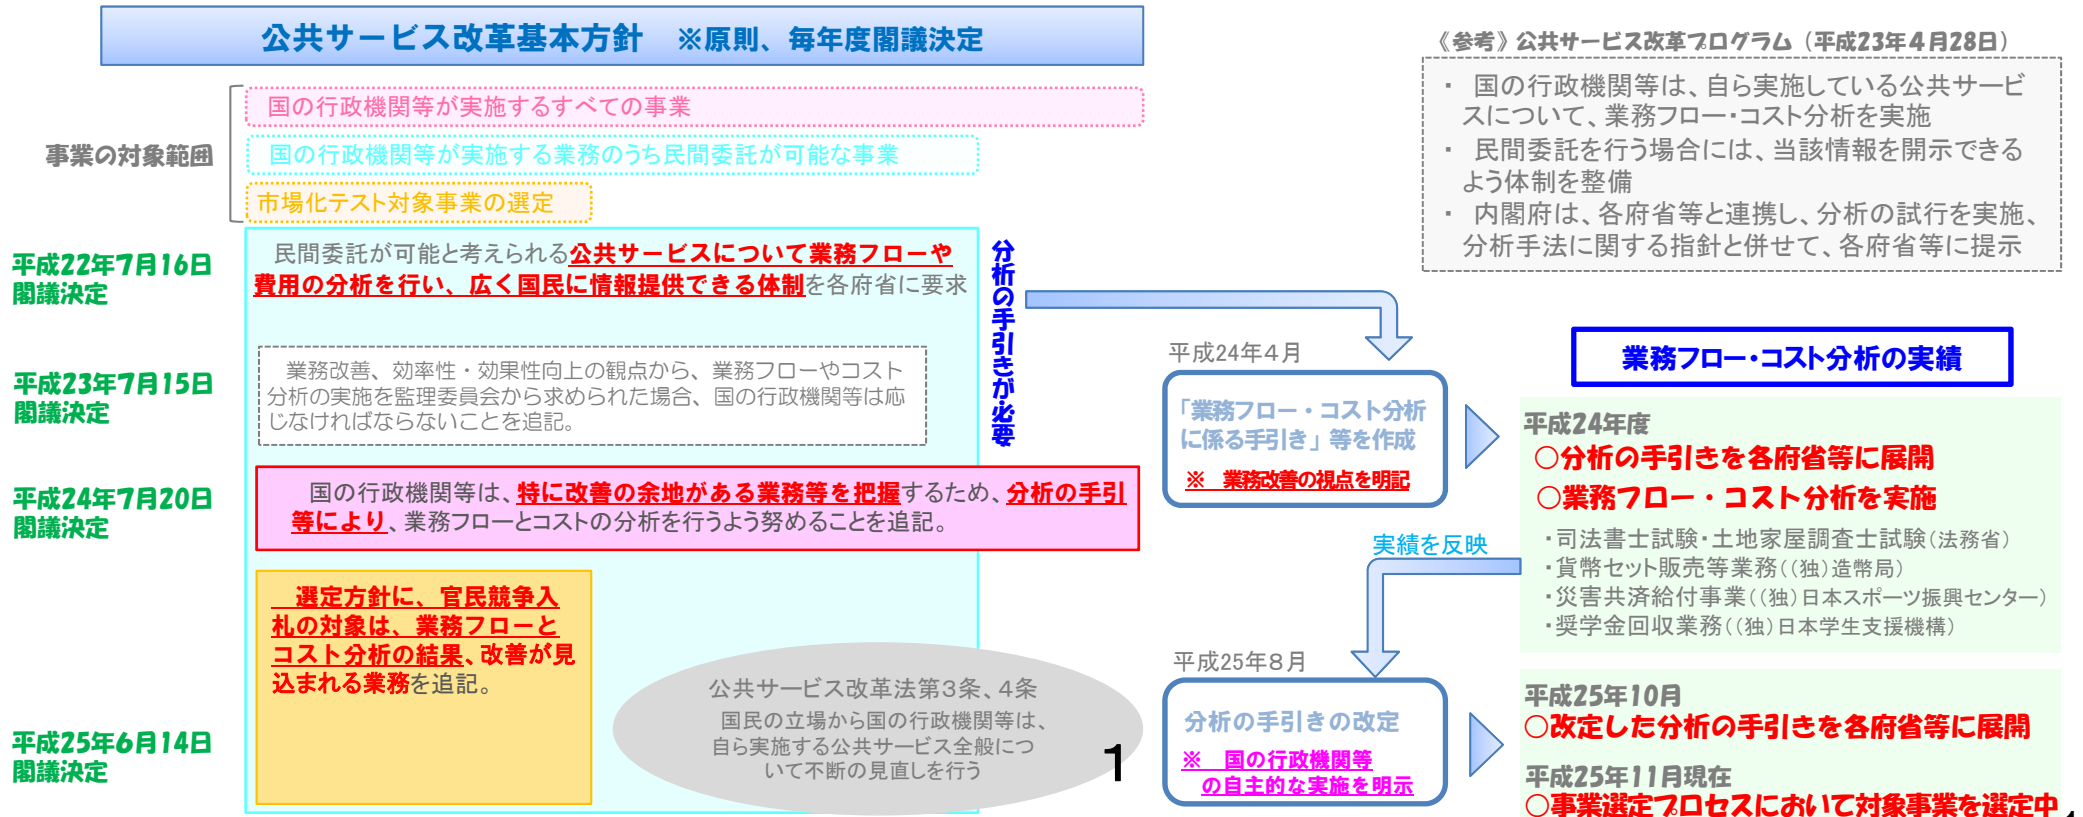 公共サービス改革基本方針　※原則、毎年度閣議決定
事業の対象範囲
国の行政機関等が実施するすべての事業
国の行政機関等が実施する業務のうち民間委託が可能な事業
市場化テスト対象事業の選定
平成22年7月16日
閣議決定
民間委託が可能と考えられる公共サービスについて業務フローや
費用の分析を行い、広く国民に情報提供できる体制を各府省に要求
平成23年7月15日
閣議決定
業務改善、効率性・効果性向上の観点から、業務フローやコスト
分析の実施を監理委員会から求められた場合、国の行政機関等は応
じなければならないことを追記。
平成24年7月20日
閣議決定
国の行政機関等は、特に改善の余地がある業務等を把握するため、分析の手引
等により、業務フローとコストの分析を行うよう努めることを追記。
選定方針に、官民競争入
札の対象は、業務フローと
コスト分析の結果、改善が見
込まれる業務を追記。
平成25年6月14日
閣議決定
公共サービス改革法第３条、４条
国民の立場から国の行政機関等は、
自ら実施する公共サービス全般につ
いて不断の見直しを行う
1
分析の手引きが必要
《参考》公共サービス改革プログラム（平成23年４月28日）
・　国の行政機関等は、自ら実施している公共サービ
スについて、業務フロー・コスト分析を実施
・　民間委託を行う場合には、当該情報を開示できる
よう体制を整備
・　内閣府は、各府省等と連携し、分析の試行を実施、
分析手法に関する指針と併せて、各府省等に提示
平成24年４月
「業務フロー・コスト分析
に係る手引き」等を作成
※　業務改善の視点を明記
業務フロー・コスト分析の実績
平成24年度
○分析の手引きを各府省等に展開
○業務フロー・コスト分析を実施
・司法書士試験・土地家屋調査士試験（法務省）
・貨幣セット販売等業務（（独）造幣局）
・災害共済給付事業（（独）日本スポーツ振興センター）
・奨学金回収業務（（独）日本学生支援機構）
実績を反映
平成25年８月
分析の手引きの改定
※　国の行政機関等
の自主的な実施を明示
平成25年10月
○改定した分析の手引きを各府省等に展開
平成25年11月現在
○事業選定プロセスにおいて対象事業を選定中